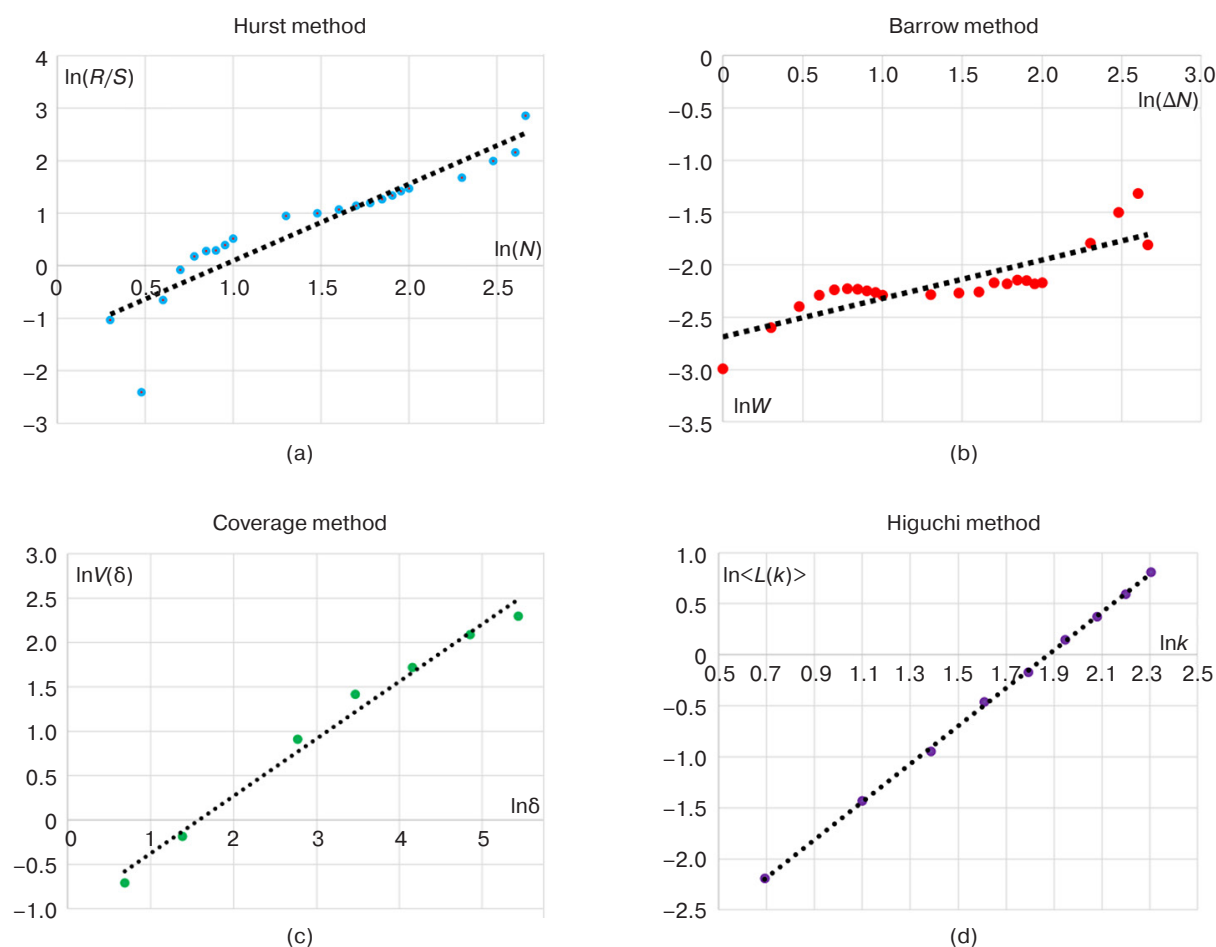 Hurst method
4
ln(R/S)
3
2
1
ln(N)
0
0 0.5 1.0 1.5 2.0 2.5
−1
−2
−3
(a)
Barrow method
0
0 0.5 1.0 1.5 2.0 2.5 3.0
ln(ΔN)
−0.5
−1.0
−1.5
−2.0
−2.5
−3.0
lnW
−3.5
(b)
Coverage method
3.0
lnV(δ)
2.5
2.0
1.5
1.0
0.5
lnδ
0
0 1 2 3 4 5
−0.5
−1.0
(c)
Higuchi method
1.0
ln<L(k)>
0.5
lnk
0
0.5 0.7 0.9 1.1 1.3 1.5 1.7 1.9 2.1 2.3 2.5
−0.5
−1.0
−1.5
−2.0
−2.5
(d)